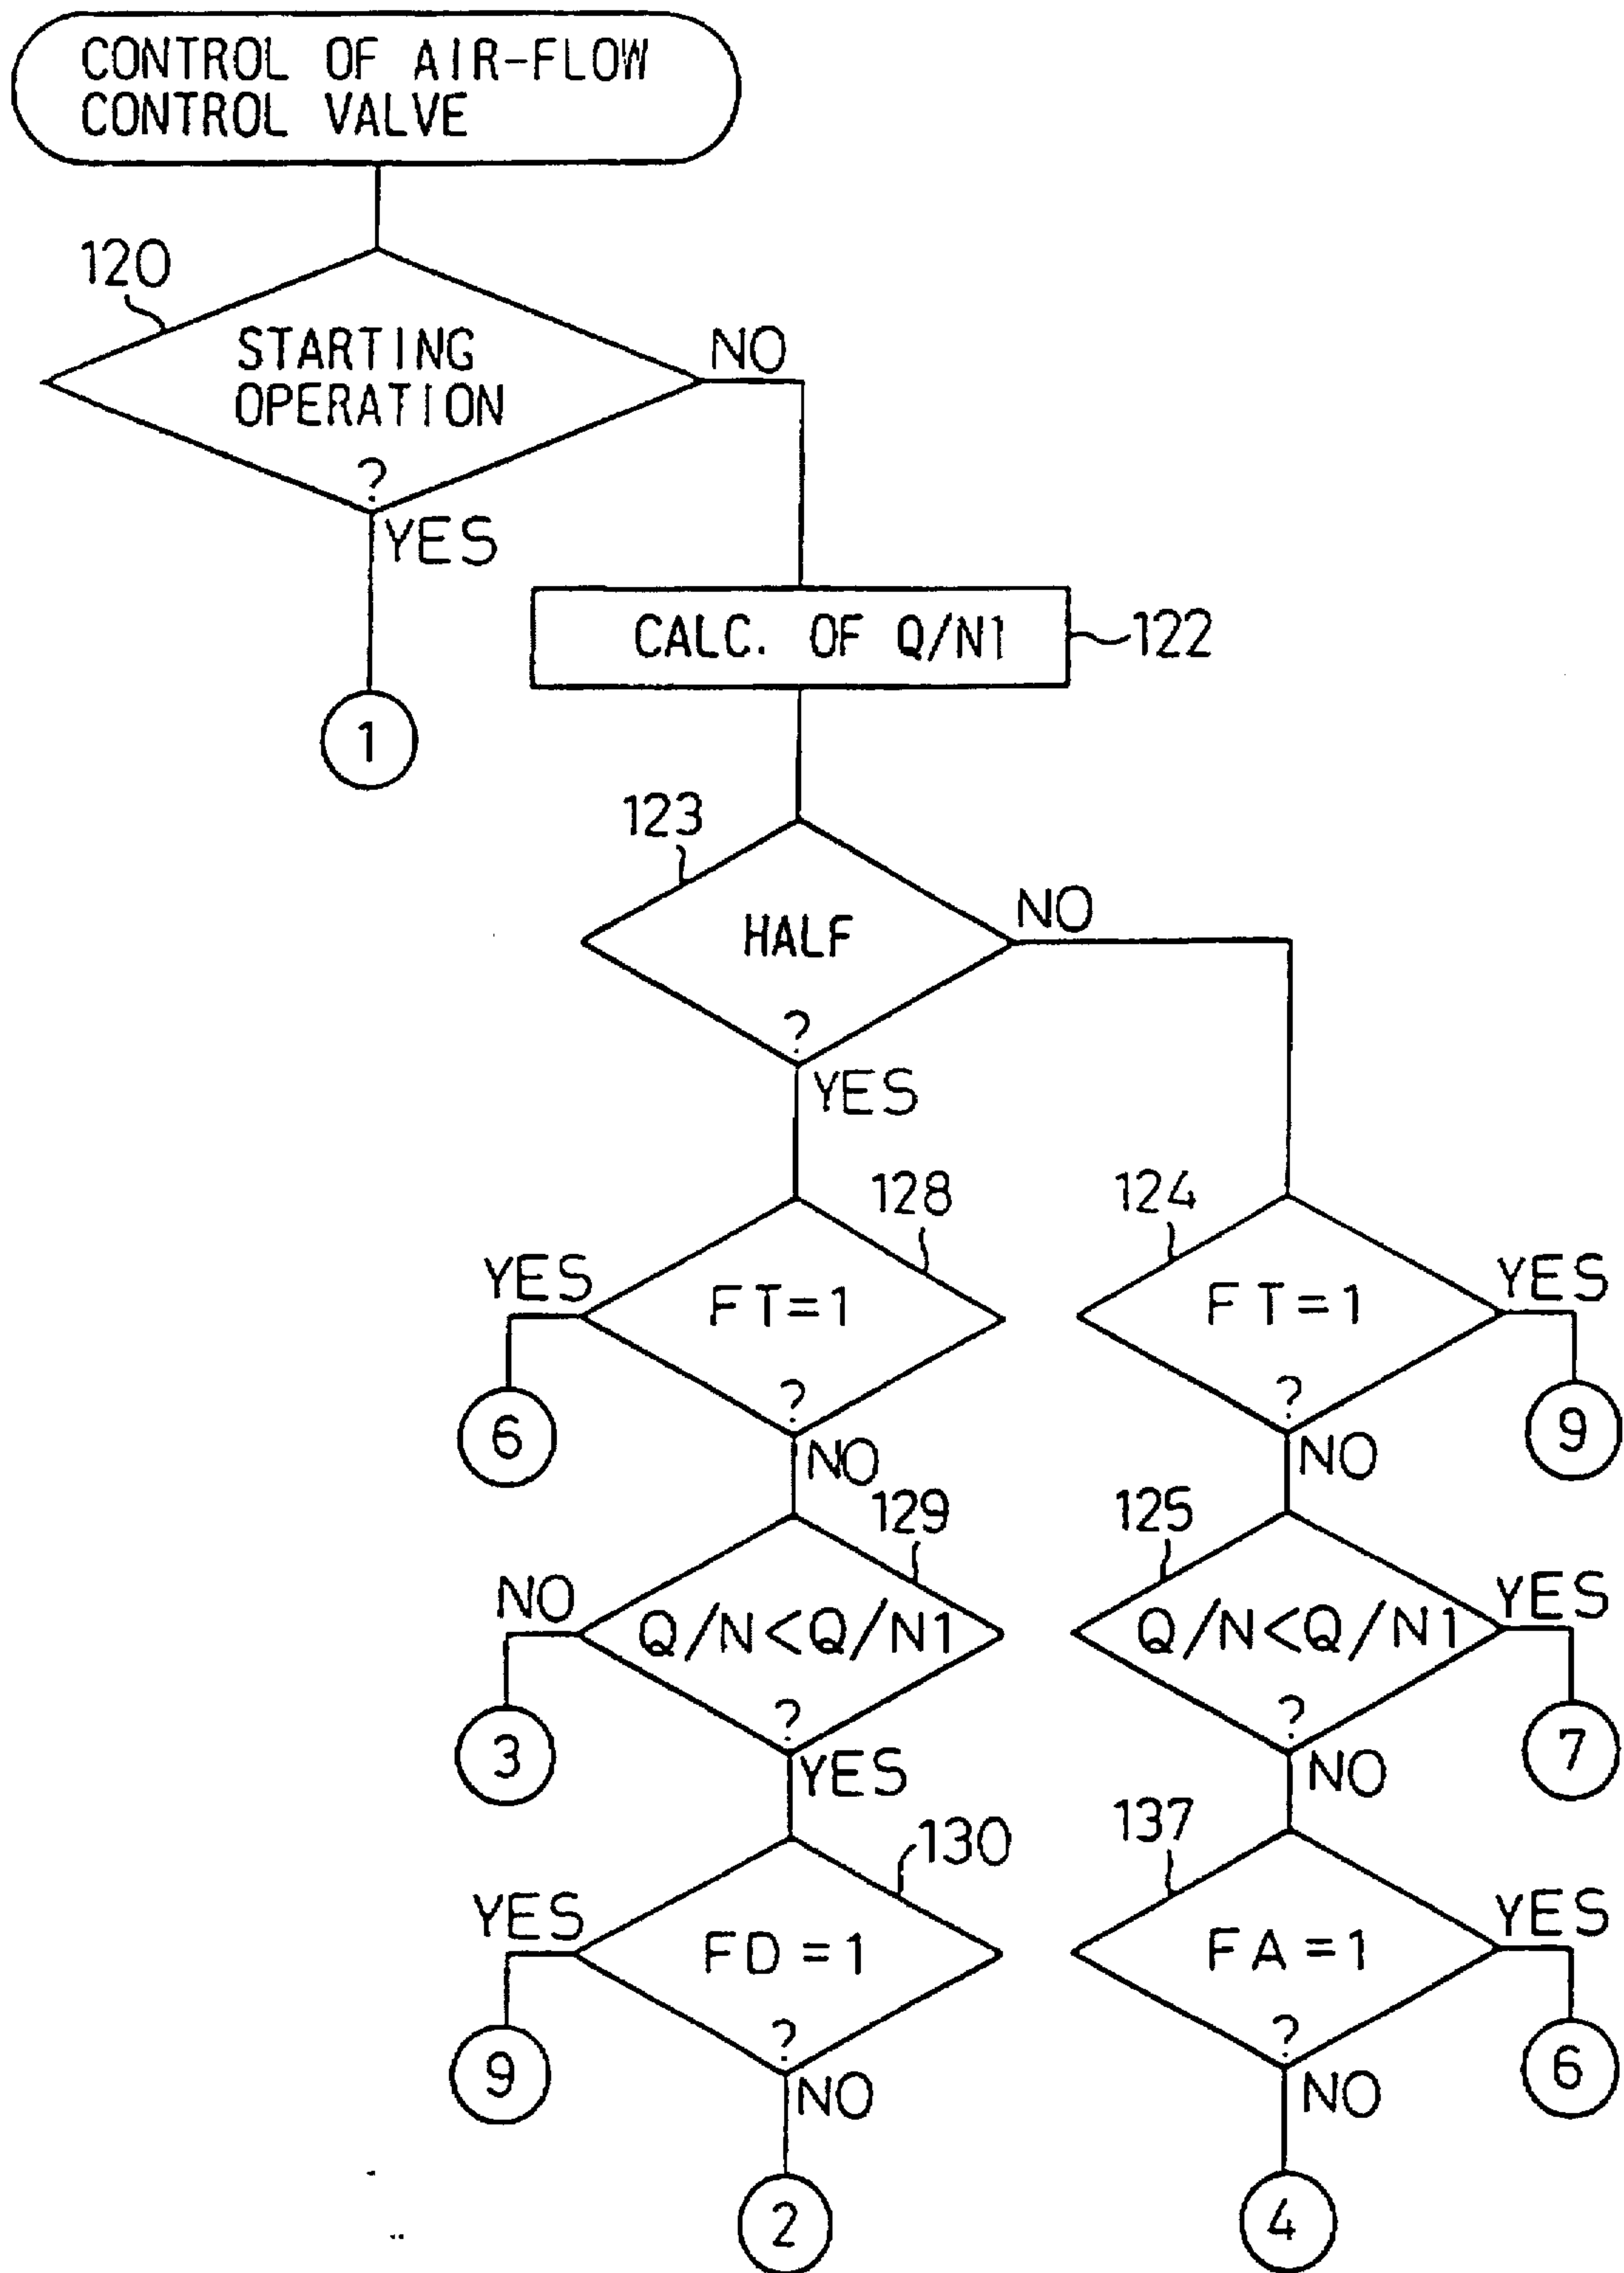 CONTROL OF AIR-FLOW
CONTROL VALVE
120
STARTING
OPERATION
?
NO
YES
1
CALC. OF Q/N1
122
123
HALF
?
NO
YES
128
124
YES
FT=1
?
NO
6
FT=1
?
YES
NO
9
129
125
NO
Q/N<Q/N1
?
YES
3
Q/N<Q/N1
?
YES
NO
7
130
137
YES
FD=1
?
NO
9
2
FA=1
?
YES
NO
6
4